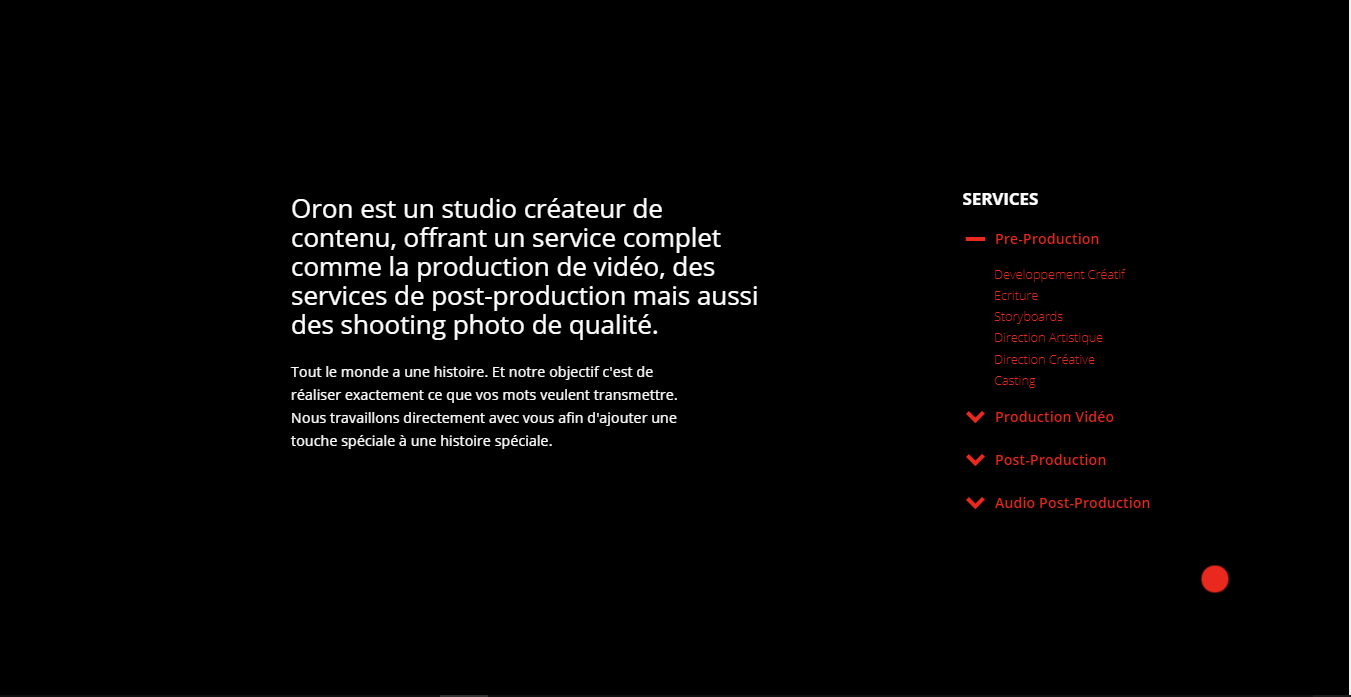 Oron est un studio créateur de
contenu, offrant un service complet
comme la production de vidéo, des
services de post-production mais aussi
des shooting photo de qualité.
Tout le monde a une histoire. Et notre objectif c'est de
réaliser exactement ce que vos mots veulent transmettre.
Nous travaillons directement avec vous afin d'ajouter une
touche spéciale à une histoire spéciale.
SERVICES
Pre-Production
Developpement Créatif
Ecriture
Storyboards
Direction Artistique
Direction Créative
Casting
Production Vidéo
Post-Production
Audio Post-Production